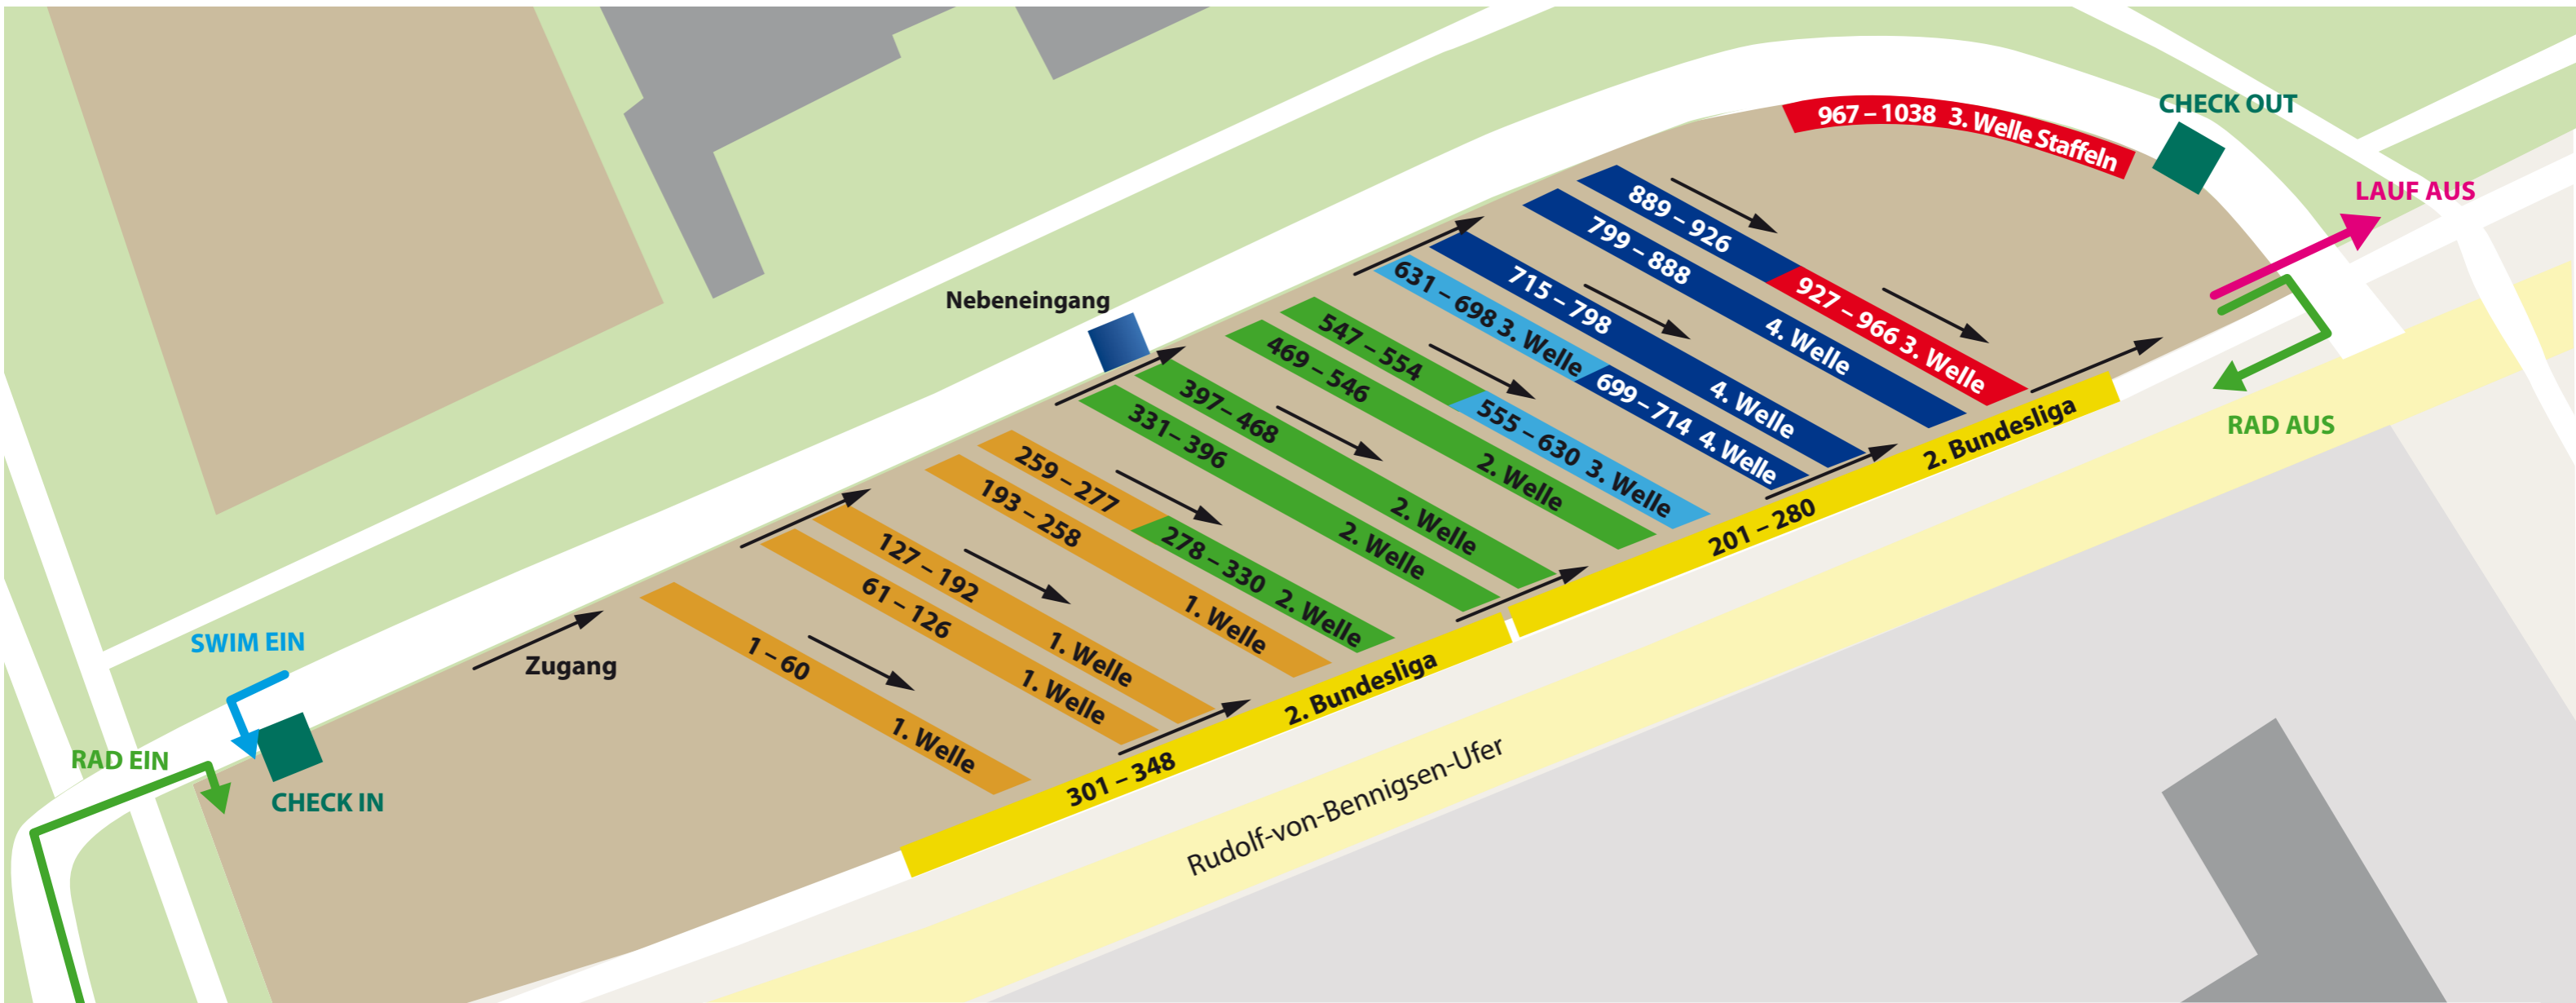 CHECK OUT
967 – 1038 3. Welle Staffeln
LAUF AUS
889 – 926
927 – 966 3. Welle
799 – 888
4. Welle
715 – 798
4. Welle
631 – 698 3. Welle
699 – 714 4. Welle
Nebeneingang
547 – 554
555 – 630 3. Welle
469 – 546
2. Welle
397 – 468
2. Welle
331 – 396
2. Welle
259 – 277
278 – 330 2. Welle
193 – 258
1. Welle
127 – 192
1. Welle
61 – 126
1. Welle
1 – 60
1. Welle
RAD AUS
2. Bundesliga
201 – 280
2. Bundesliga
301 – 348
SWIM EIN
Zugang
RAD EIN
CHECK IN
Rudolf-von-Bennigsen-Ufer